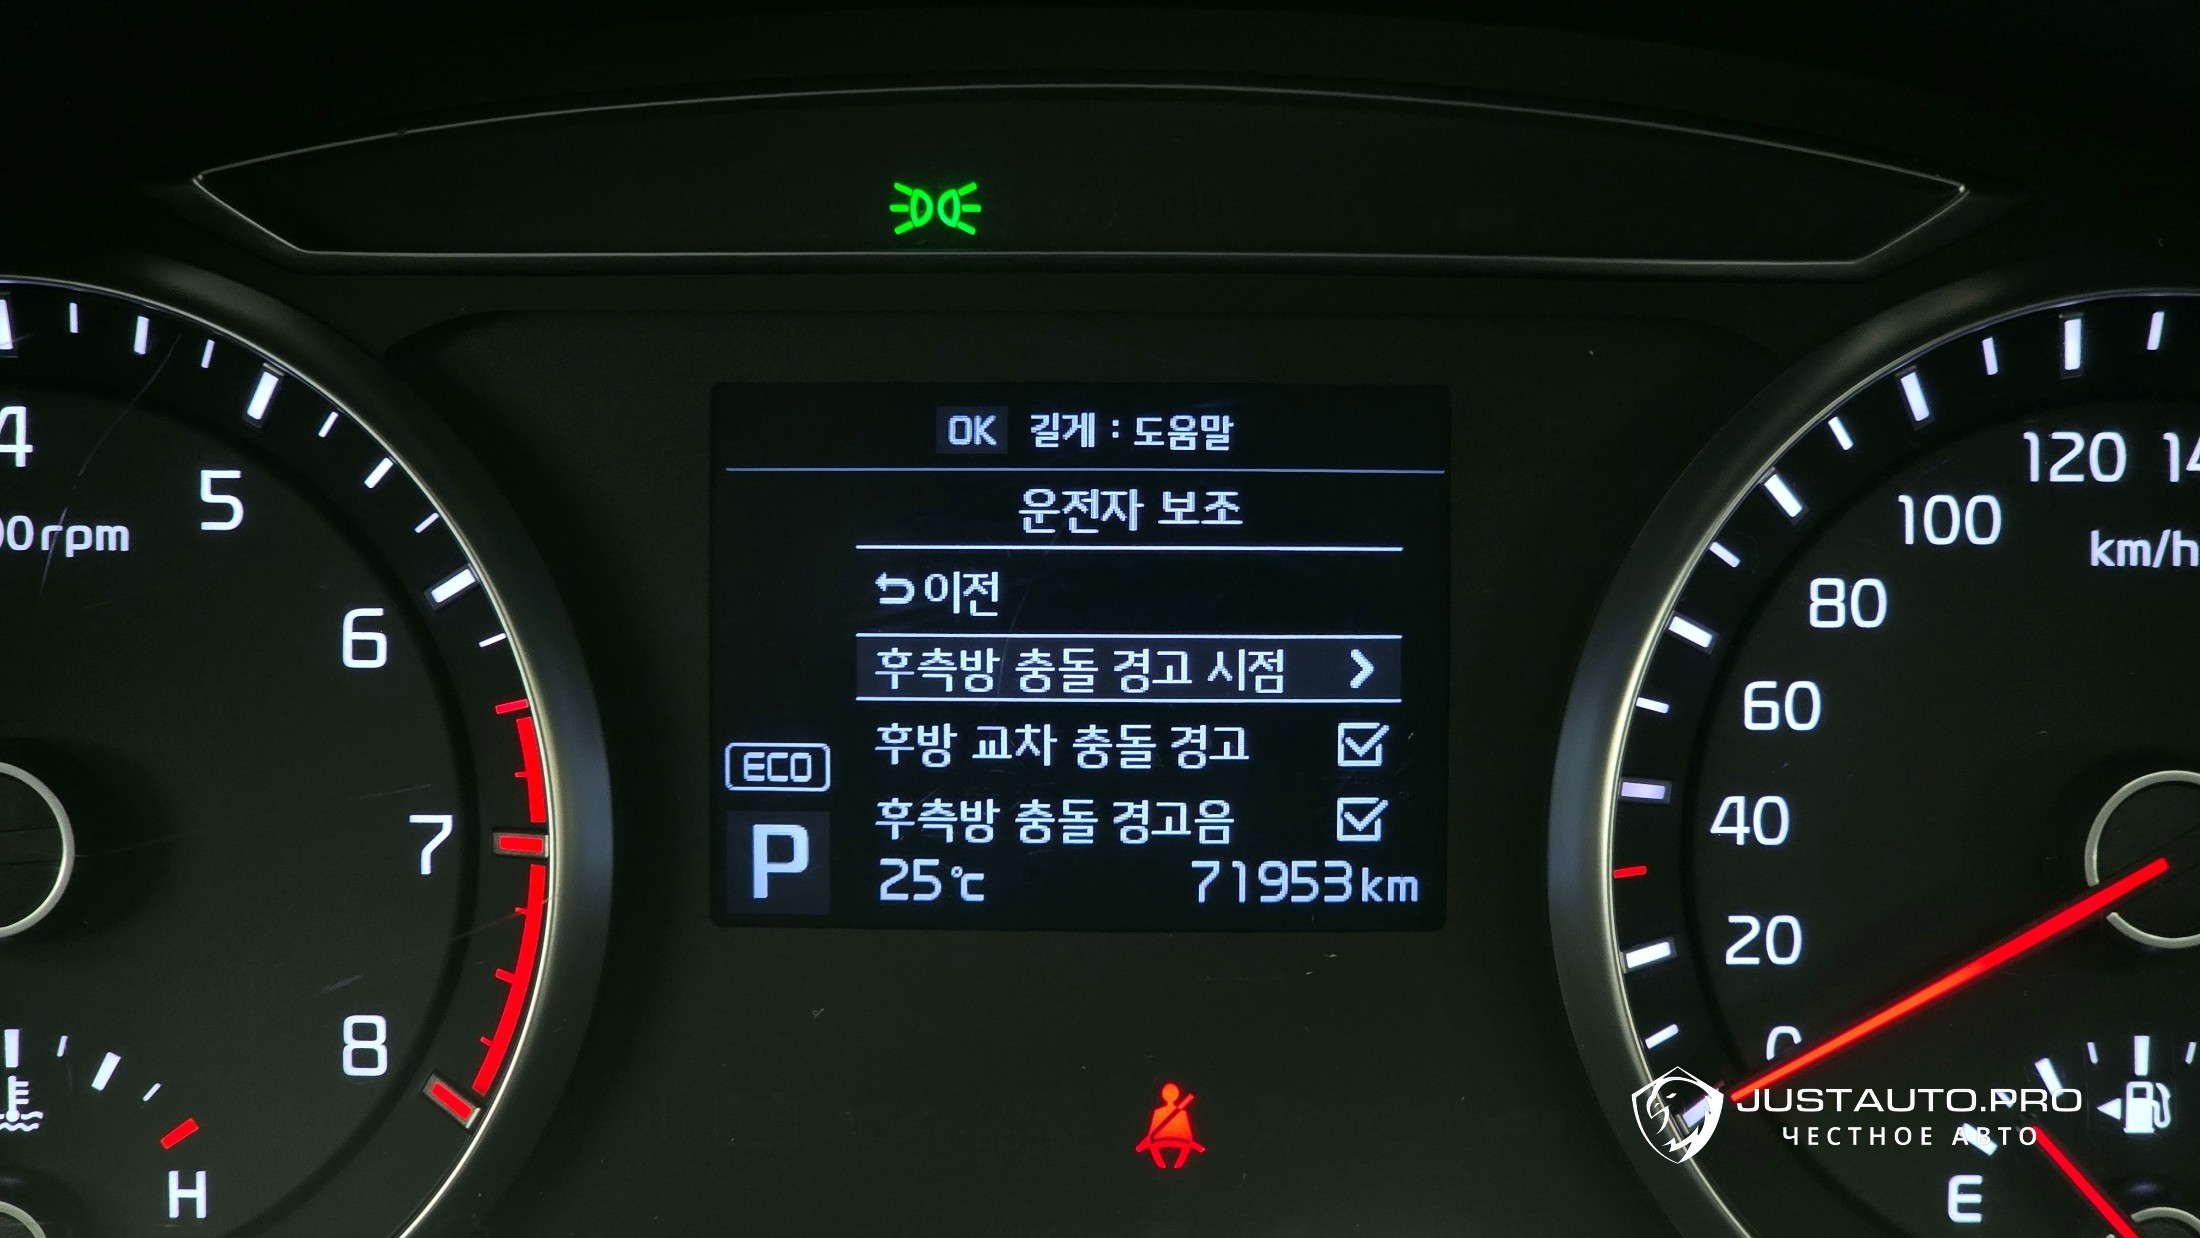 OK 길게 : 도움말
운전자 보조
이전
후측방 충돌 경고 시점
후방 교차 충돌 경고
후측방 충돌 경고음
ECO
P
25℃ 71953km
4
5
6
7
8
00rpm
H
0
20
40
60
80
100
120
14
km/h
E
JUSTAUTO.PRO
ЧЕСТНОЕ АВТО